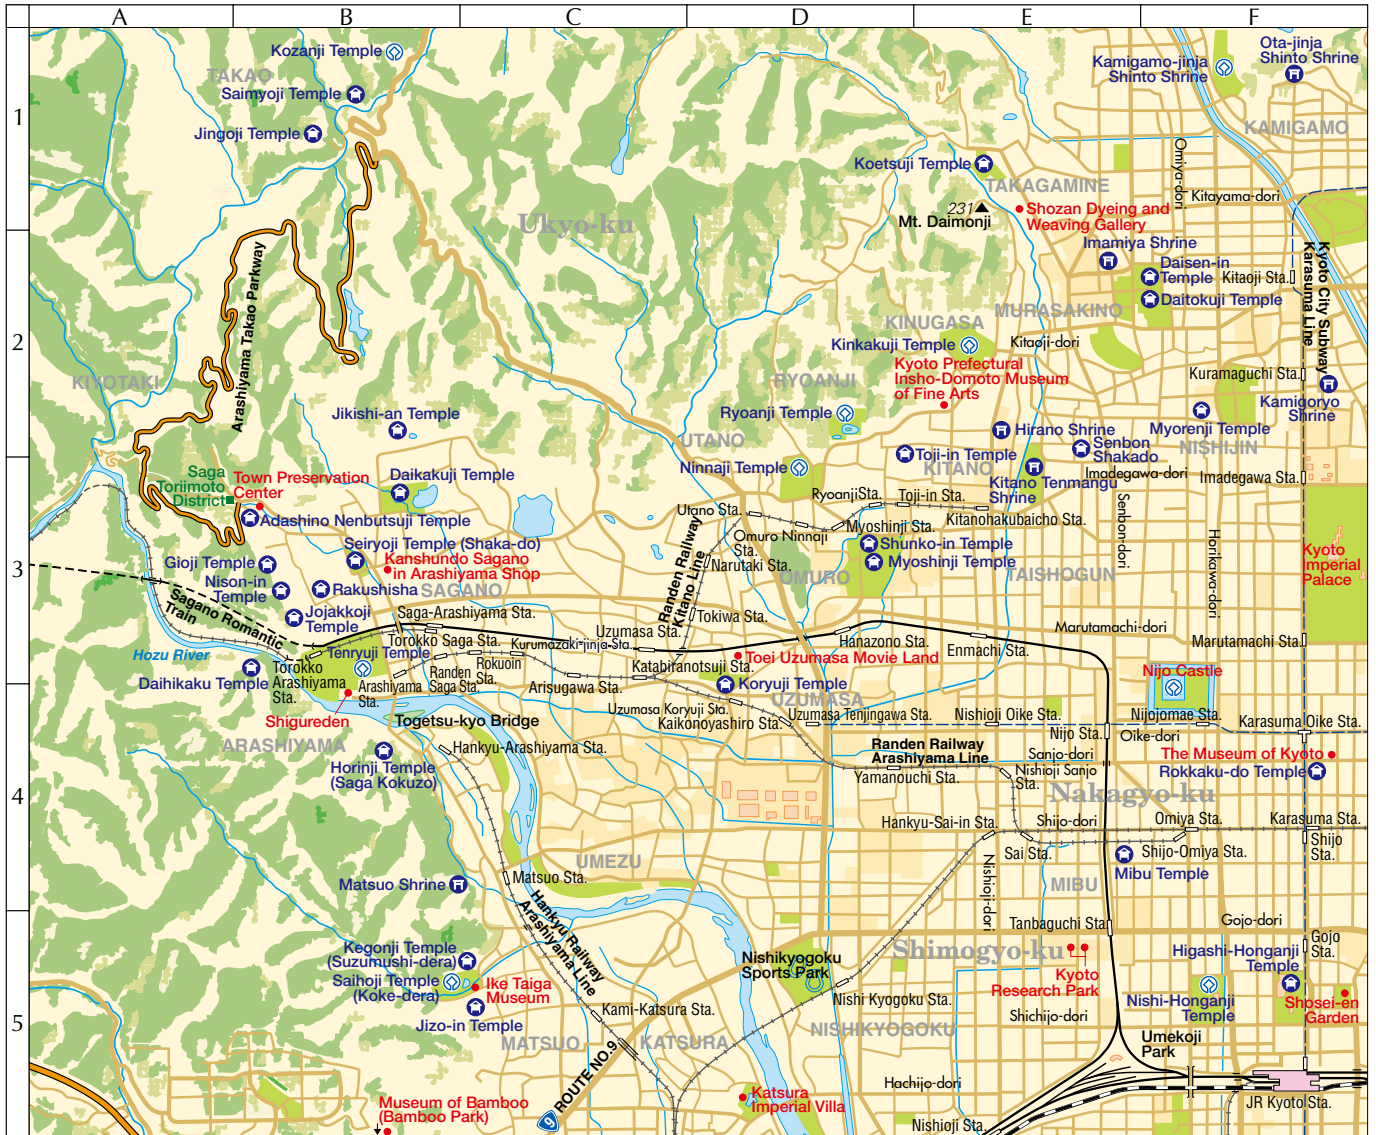 A
B
C
D
E
F
1
2
3
4
5
Kozanji Temple
TAKAO
Saimyoji Temple
Jingoji Temple
Kamigamo-jinja
Shinto Shrine
Ota-jinja
Shinto Shrine
KAMIGAMO
Omiya-dori
Kitayama-dori
Koetsuji Temple
TAKAGAMINE
231
Mt. Daimonji
Shozan Dyeing and
Weaving Gallery
Ukyo-ku
Imamiya Shrine
Daisen-in
Temple
Kitaoji Sta.
Daitokuji Temple
Kyoto City Subway
Karasuma Line
Arashiyama Takao Parkway
MURASAKINO
KINUGASA
Kinkakuji Temple
Kitaoji-dori
Kyoto Prefectural
Insho-Domoto Museum
of Fine Arts
KIYOTAKI
RYOANJI
Kuramaguchi Sta.
Kamigoryo
Shrine
Jikishi-an Temple
Ryoanji Temple
Myorenji Temple
NISHIJIN
Hirano Shrine
UTANO
Senbon
Shakado
Toji-in Temple
KITANO
Ninnaji Temple
Saga
Toriimoto
District
Town Preservation
Center
Daikakuji Temple
Imadegawa-dori
Imadegawa Sta.
Kitano Tenmangu
Shrine
RyoanjiSta.
Toji-in Sta.
Utano Sta.
Kitanohakubaicho Sta.
Adashino Nenbutsuji Temple
Myoshinji Sta.
Omuro Ninnaji
Sta.
Senbon-dori
Horikawa-dori
Seiryoji Temple (Shaka-do)
Shunko-in Temple
Gioji Temple
Kanshundo Sagano
in Arashiyama Shop
Narutaki Sta.
Myoshinji Temple
Kyoto
Imperial
Palace
Nison-in
Temple
Rakushisha
SAGANO
OMURO
TAISHOGUN
Randen Railway
Kitano Line
Sagano Romantic
Train
Jojakkoji
Temple
Saga-Arashiyama Sta.
Tokiwa Sta.
Uzumasa Sta.
Marutamachi-dori
Torokko Saga Sta.
Kurumazaki-jinja Sta.
Hanazono Sta.
Enmachi Sta.
Marutamachi Sta.
Hozu River
Tenryuji Temple
Rokuoin
Sta.
Katabiranotsuji Sta.
Toei Uzumasa Movie Land
Daihikaku Temple
Torokko
Arashiyama
Sta.
Randen
Saga Sta.
Arashiyama
Sta.
Arisugawa Sta.
Koryuji Temple
Nijo Castle
UZUMASA
Shigureden
Togetsu-kyo Bridge
Uzumasa Koryuji Sta.
Kaikonoyashiro Sta.
Uzumasa Tenjingawa Sta.
Nishioji Oike Sta.
Nijojomae Sta.
Karasuma Oike Sta.
Nijo Sta.
Oike-dori
ARASHIYAMA
Hankyu-Arashiyama Sta.
Randen Railway
Arashiyama Line
Sanjo-dori
The Museum of Kyoto
Horinji Temple
(Saga Kokuzo)
Yamanouchi Sta.
Nishioji Sanjo
Sta.
Rokkaku-do Temple
Nakagyo-ku
Hankyu-Sai-in Sta.
Shijo-dori
Omiya Sta.
Karasuma Sta.
Shijo
Sta.
Sai Sta.
Shijo-Omiya Sta.
UMEZU
Nishioji-dori
Mibu Temple
Matsuo Sta.
MIBU
Matsuo Shrine
Hankyu Railway
Arashiyama Line
Tanbaguchi Sta.
Gojo-dori
Gojo
Sta.
Kegonji Temple
(Suzumushi-dera)
Nishikyogoku
Sports Park
Shimogyo-ku
Higashi-Honganji
Temple
Saihoji Temple
(Koke-dera)
Ike Taiga
Museum
Kyoto
Research Park
Nishi Kyogoku Sta.
Nishi-Honganji
Temple
Shosei-en
Garden
Jizo-in Temple
Kami-Katsura Sta.
Shichijo-dori
NISHIKYOGOKU
MATSUO
KATSURA
Umekoji
Park
ROUTE NO.9
9
Hachijo-dori
Katsura
Imperial Villa
Museum of Bamboo
(Bamboo Park)
JR Kyoto Sta.
Nishioji Sta.